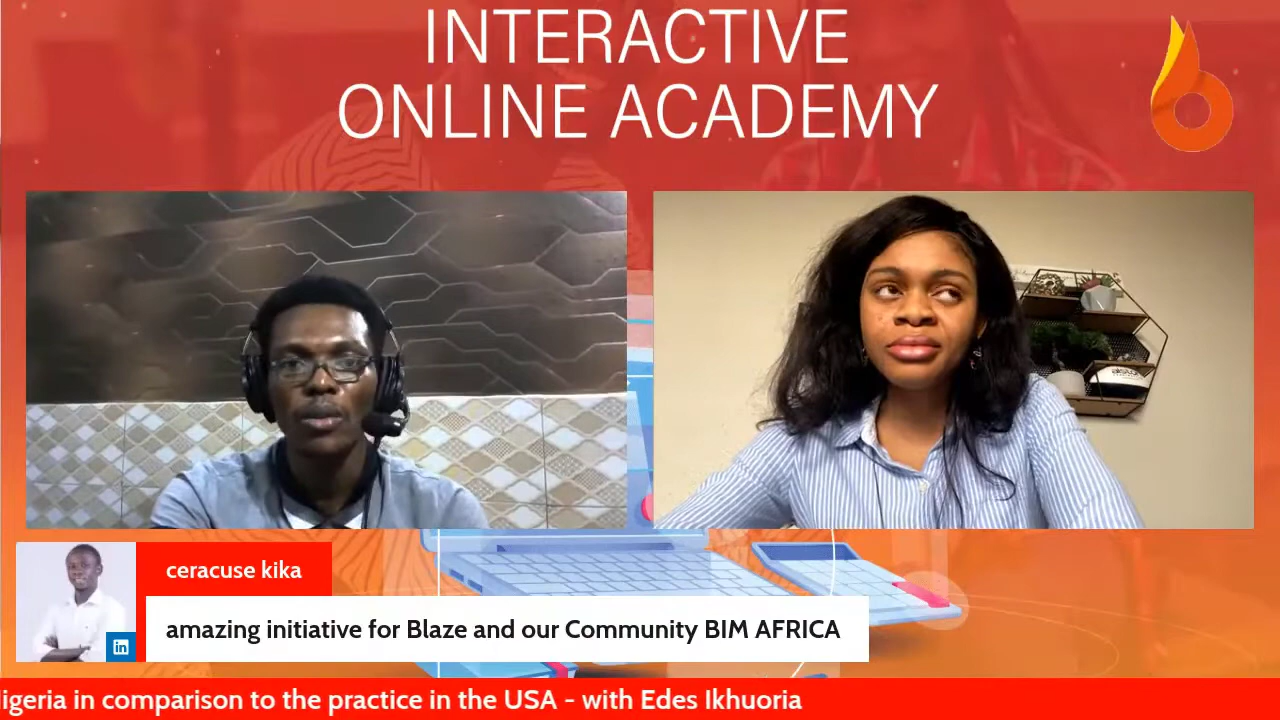 INTERACTIVE
ONLINE ACADEMY
ceracuse kika
in
amazing initiative for Blaze and our Community BIM AFRICA
in comparison to the practice in the USA - with Edes Ikhuoria